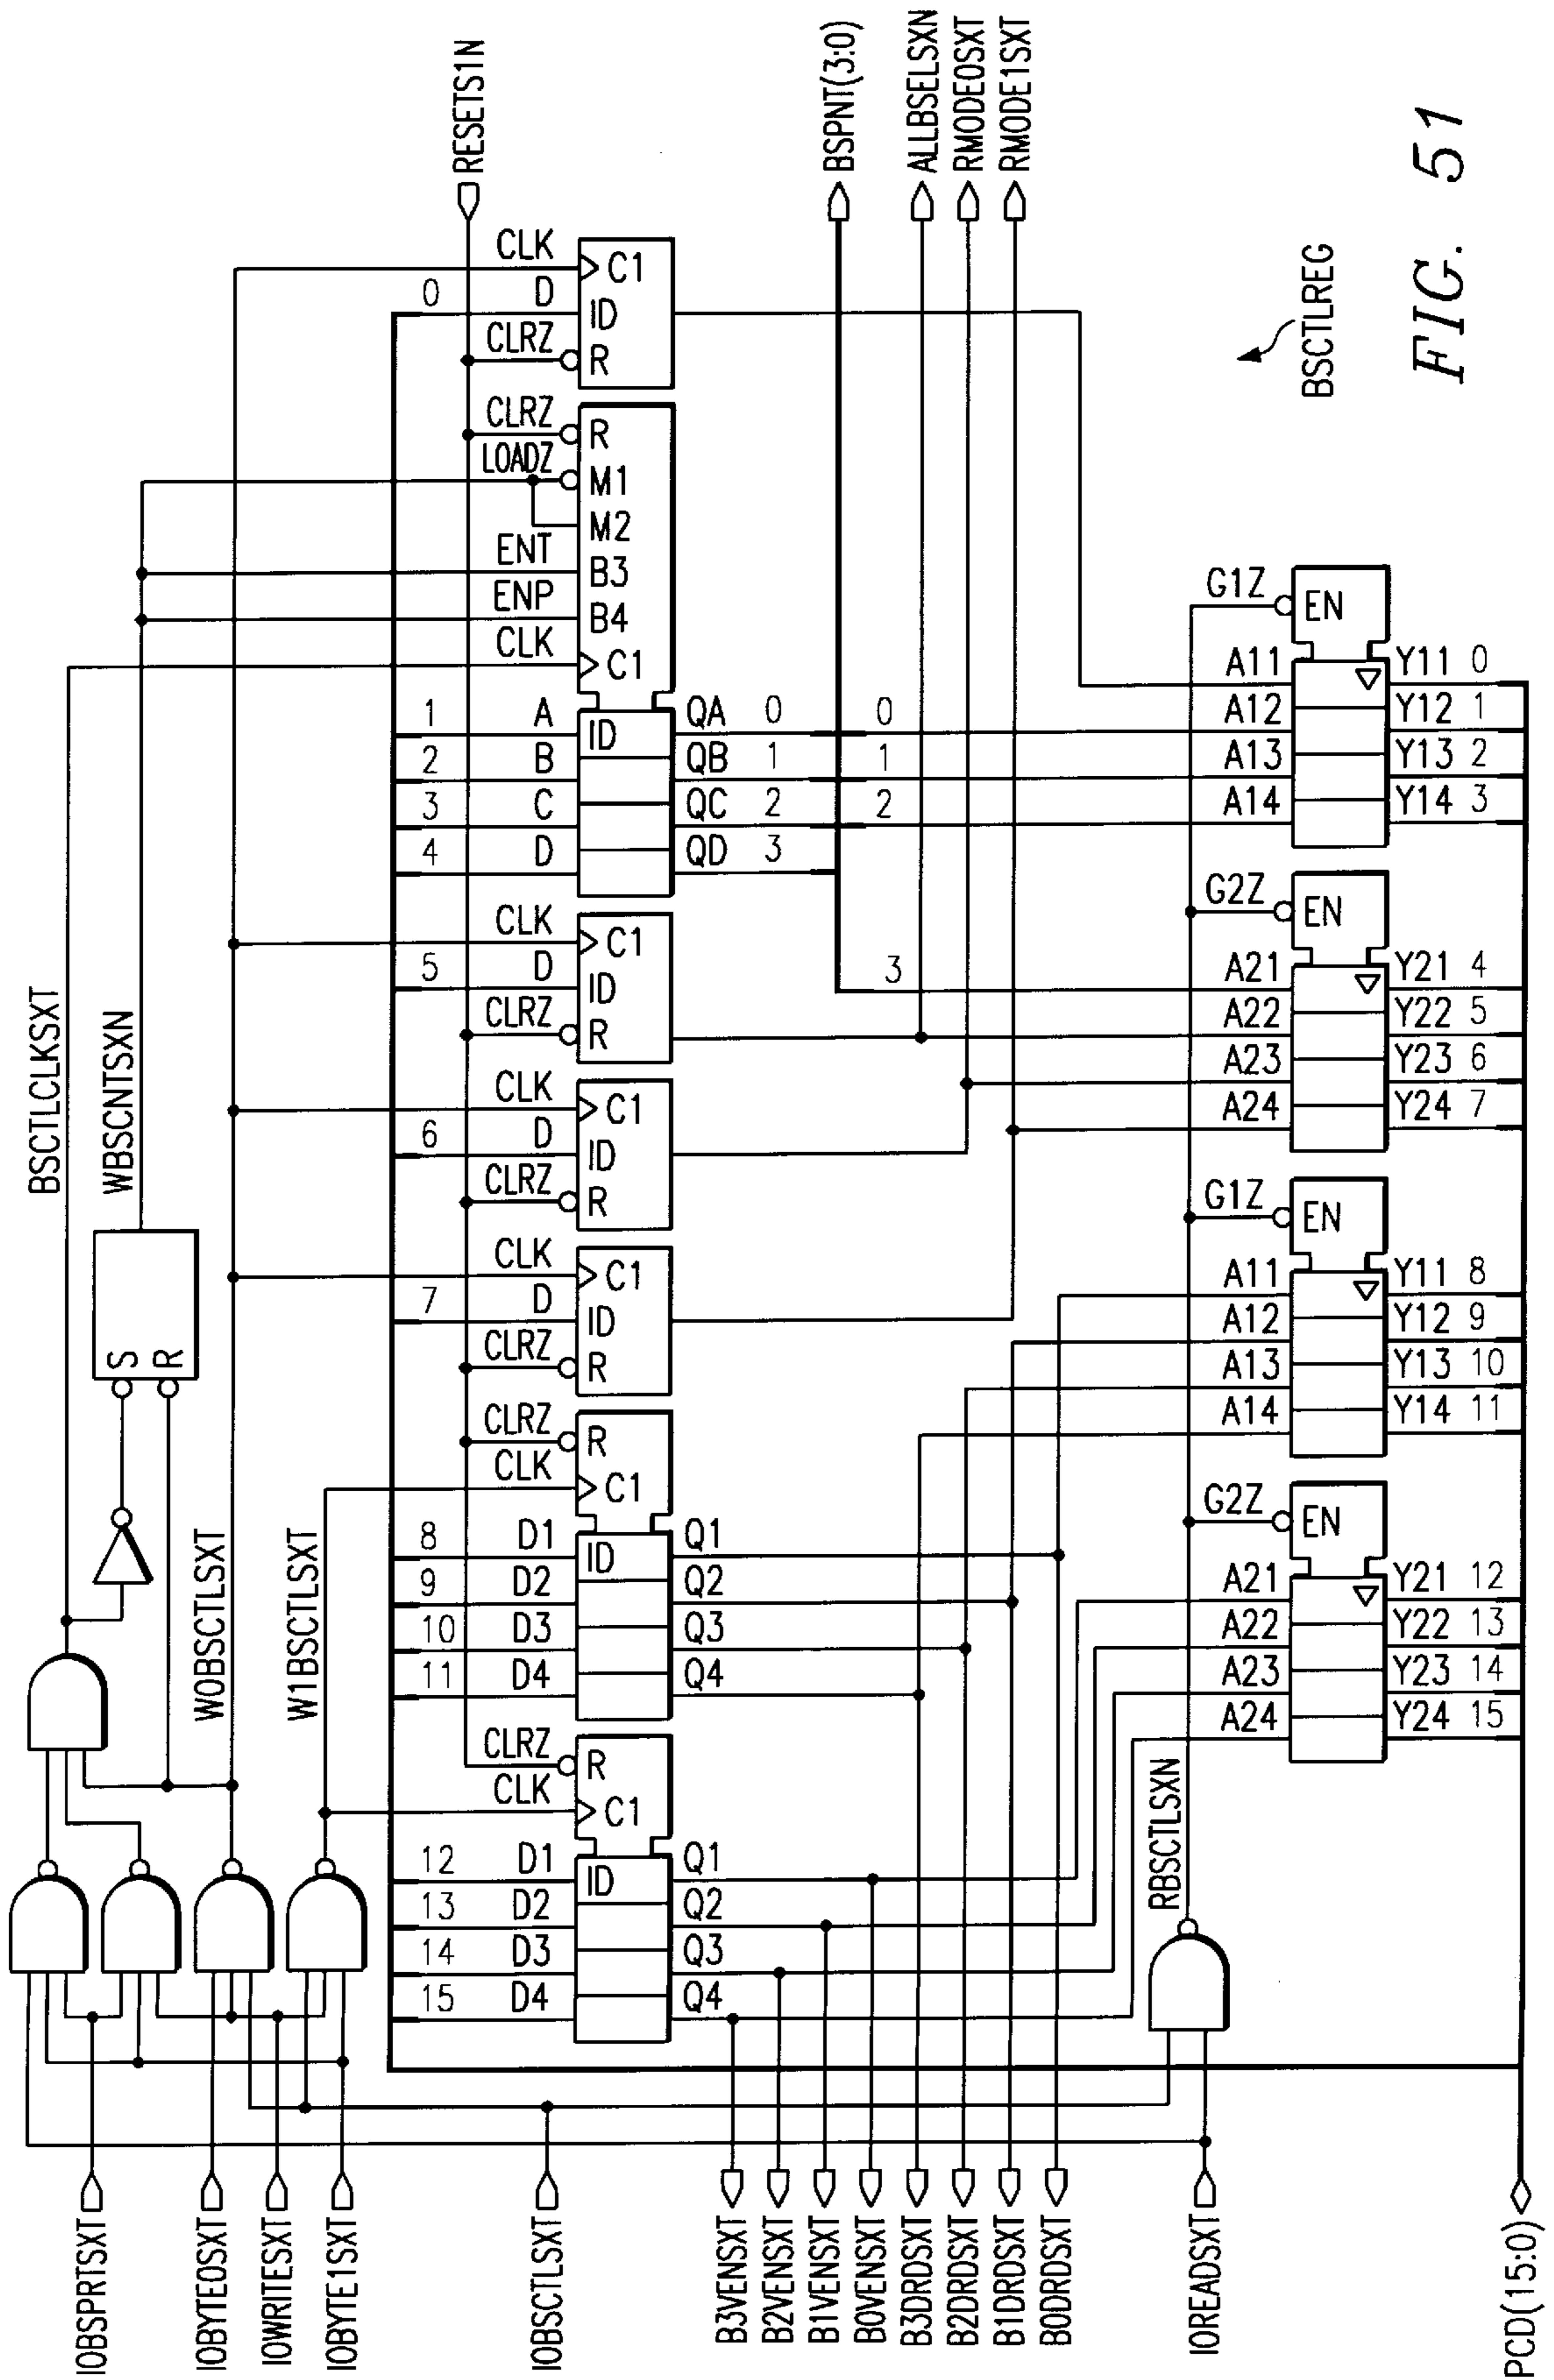 IOBSPRTSXT
IOBYTE0SXT
IOWRITESXT
IOBYTE1SXT
IOBSCTLSXT
B3VENSXT
B2VENSXT
B1VENSXT
B0VENSXT
B3DRDSXT
B2DRDSXT
B1DRDSXT
B0DRDSXT
IOREADSXT
PCD(15:0)
BSCTLCLKSXT
WBSCNTSXN
S
R
W0BSCTLSXT
W1BSCTLSXT
RESETS1N
BSPNT(3:0)
ALLBSELSXN
RMODE0SXT
RMODE1SXT
CLK
C1
0 D
ID
CLRZ
R
CLRZ
R
LOADZ
M1
M2
ENT
B3
ENP
B4
CLK
C1
1 A
ID
QA 0 0
2 B
QB 1 1
3 C
QC 2 2
4 D
QD 3
3
CLK
C1
5 D
ID
CLRZ
R
CLK
C1
6 D
ID
CLRZ
R
CLK
C1
7 D
ID
CLRZ
R
CLRZ
R
CLK
C1
8 D1
ID
Q1
9 D2
Q2
10 D3
Q3
11 D4
Q4
CLRZ
R
CLK
C1
12 D1
ID
Q1
13 D2
Q2
14 D3
Q3
15 D4
Q4
RBSCTLSXN
G1Z
EN
A11 Y11 0
A12 Y12 1
A13 Y13 2
A14 Y14 3
G2Z
EN
A21 Y21 4
A22 Y22 5
A23 Y23 6
A24 Y24 7
G1Z
EN
A11 Y11 8
A12 Y12 9
A13 Y13 10
A14 Y14 11
G2Z
EN
A21 Y21 12
A22 Y22 13
A23 Y23 14
A24 Y24 15
BSCTLREG
FIG. 51